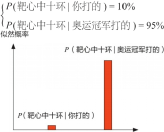 P(靶心中十环|你打的) = 10%
P(靶心中十环|奥运冠军打的) = 95%
似然概率
P(靶心中十环|奥运冠军打的)
P(靶心中十环|你打的)